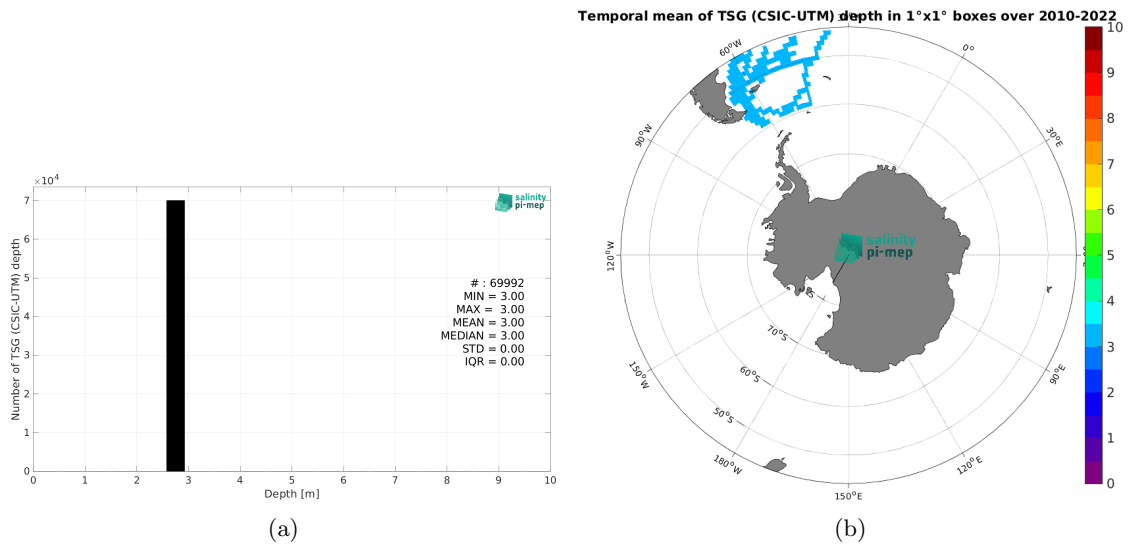 ×10⁴
7
6
5
4
3
2
1
0
Number of TSG (CSIC-UTM) depth
salinity
pi-mep
# : 69992
MIN = 3.00
MAX = 3.00
MEAN = 3.00
MEDIAN = 3.00
STD = 0.00
IQR = 0.00
0 1 2 3 4 5 6 7 8 9 10
Depth [m]
(a)
Temporal mean of TSG (CSIC-UTM) depth in 1°x1° boxes over 2010-2022
60°W
0°
30°E
90°W
120°W
salinity
pi-mep
70°S
60°S
50°S
150°W
90°E
180°W
120°E
150°E
10
9
8
7
6
5
4
3
2
1
0
(b)